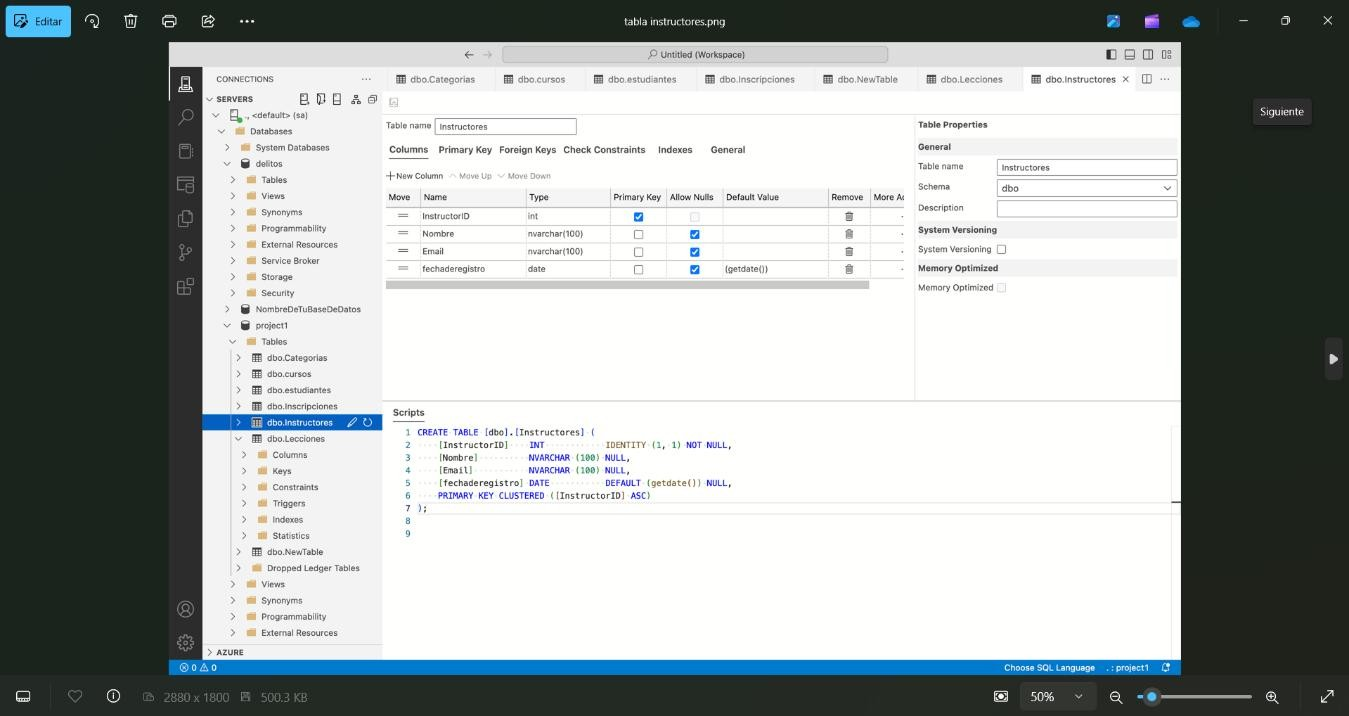 Editar
tabla instructores.png
Untitled (Workspace)
CONNECTIONS
dbo.Categorias
dbo.cursos
dbo.estudiantes
dbo.Inscripciones
dbo.NewTable
dbo.Lecciones
dbo.Instructores
Siguiente
SERVERS
., <default> (sa)
Databases
System Databases
delitos
Tables
Views
Synonyms
Programmability
External Resources
Service Broker
Storage
Security
NombreDeTuBaseDeDatos
project1
Tables
dbo.Categorias
dbo.cursos
dbo.estudiantes
dbo.Inscripciones
dbo.Instructores
dbo.Lecciones
Columns
Keys
Constraints
Triggers
Indexes
Statistics
dbo.NewTable
Dropped Ledger Tables
Views
Synonyms
Programmability
External Resources
AZURE
Table name Instructores
Columns Primary Key Foreign Keys Check Constraints Indexes General
New Column Move Up Move Down
Move Name Type Primary Key Allow Nulls Default Value Remove More Ac
InstructorID int
Nombre nvarchar(100)
Email nvarchar(100)
fechaderegistro date (getdate())
Table Properties
General
Table name Instructores
Schema dbo
Description
System Versioning
System Versioning
Memory Optimized
Memory Optimized
Scripts
1 CREATE TABLE [dbo].[Instructores] (
2 [InstructorID] INT IDENTITY (1, 1) NOT NULL,
3 [Nombre] NVARCHAR (100) NULL,
4 [Email] NVARCHAR (100) NULL,
5 [fechaderegistro] DATE DEFAULT (getdate()) NULL,
6 PRIMARY KEY CLUSTERED ([InstructorID] ASC)
7 );
8
9
0 0
Choose SQL Language . : project1
2880 x 1800 500.3 KB
50%